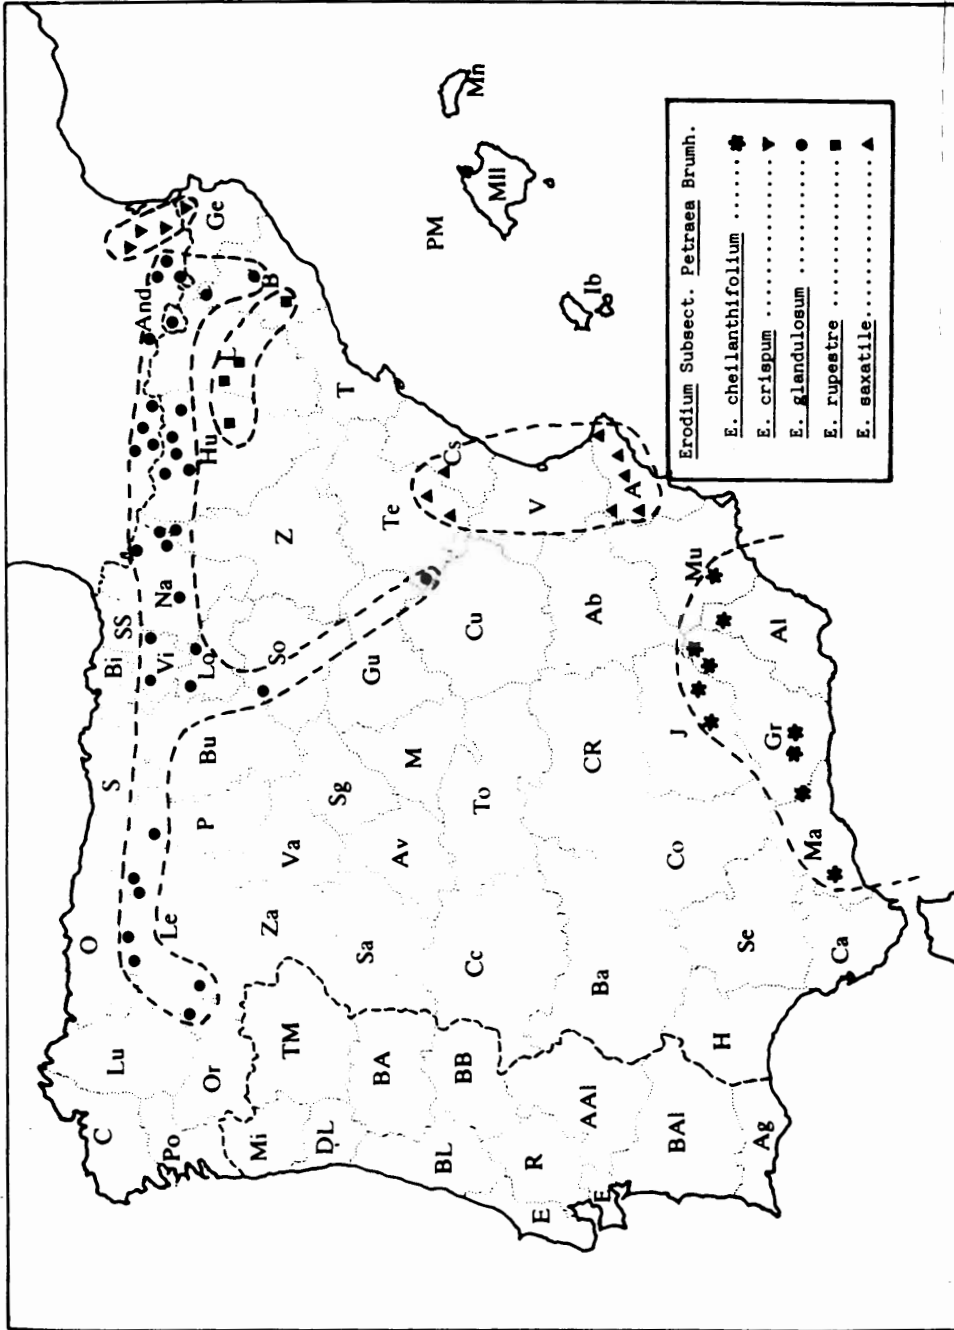 Erodium Subsect. Petraea Brumh.
E. cheilanthifolium ......
E. crispum ..............
E. glandulosum ..........
E. rupestre .............
E. saxatile..............
C
Lu
O
S
Bi
SS
Po
Or
Le
P
Bu
Vi
Lo
Na
Hu
And
L
Ge
B
Mi
TM
Za
Va
So
Z
T
DL
BA
Sa
Av
Sg
Gu
Te
Cs
PM
Mll
Mn
Ib
BL
BB
Cc
To
M
Cu
V
R
E
E
AAl
Ba
CR
Ab
A
BAl
Ag
H
Se
Co
J
Mu
Ca
Ma
Gr
Al